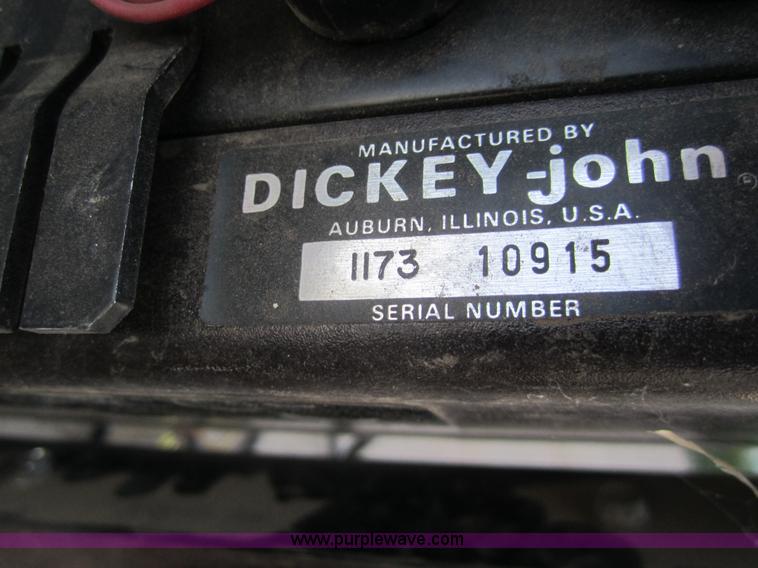 MANUFACTURED BY
DICKEY-john®
AUBURN, ILLINOIS, U.S.A.
1173 10915
SERIAL NUMBER
www.purplewave.com